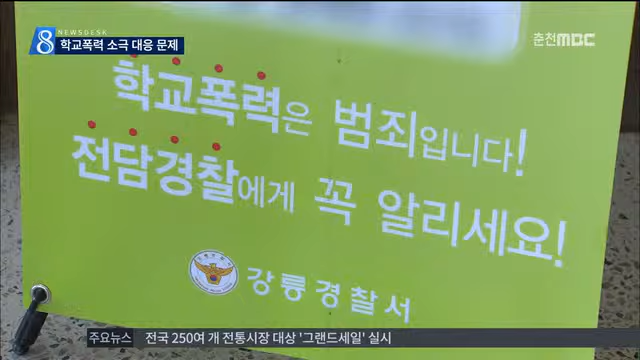 NEWSDESK
8 학교폭력 소극 대응 문제
춘천MBC
학교폭력은 범죄입니다!
전담경찰에게 꼭 알리세요!
강릉경찰서
주요뉴스 전국 250여 개 전통시장 대상 '그랜드세일' 실시